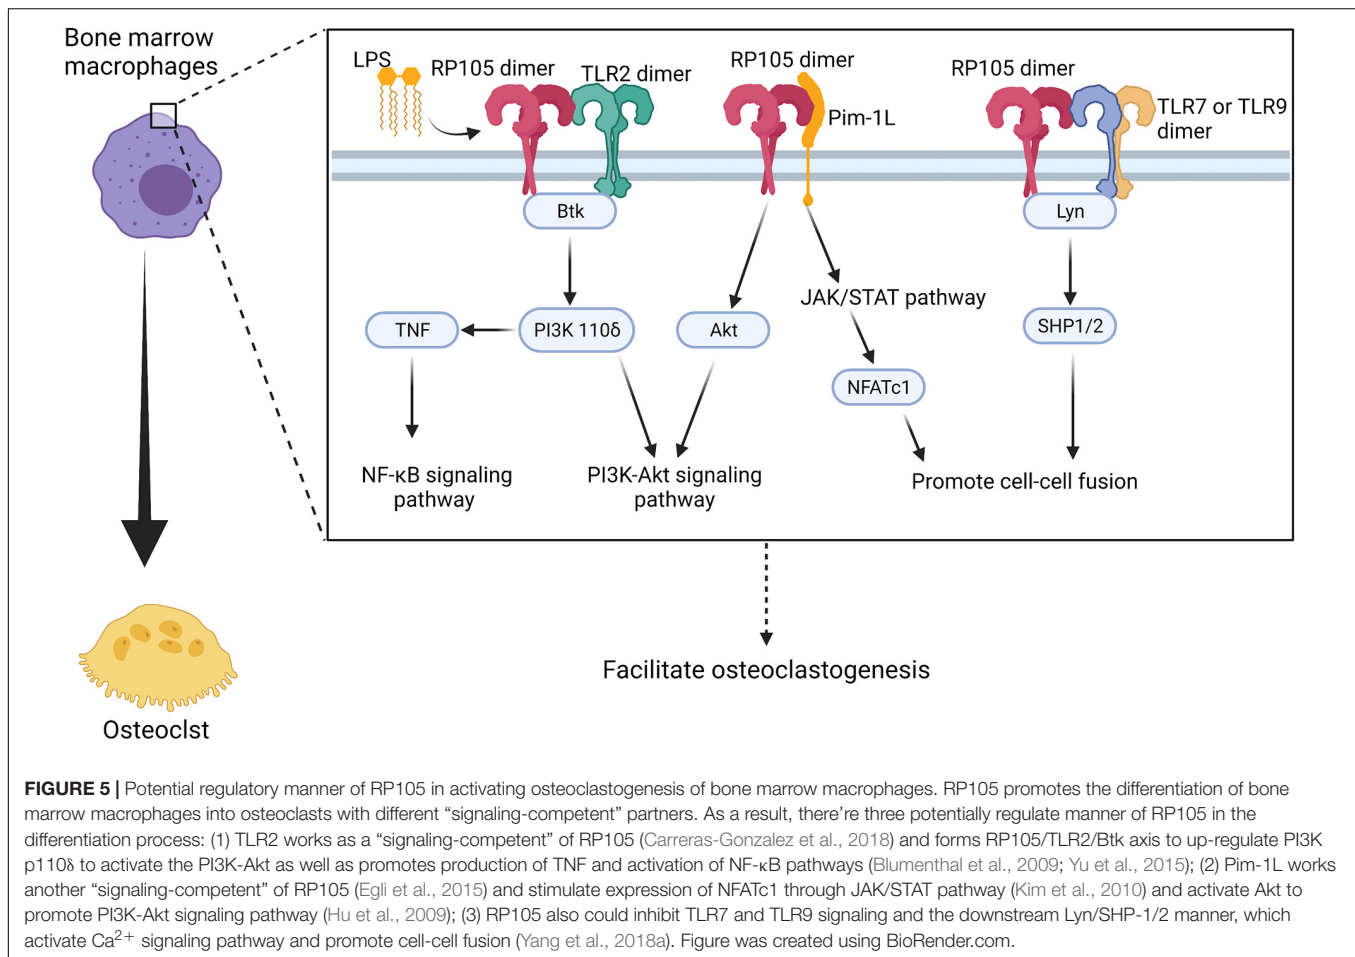 Bone marrow
macrophages
LPS
RP105 dimer
TLR2 dimer
RP105 dimer
Pim-1L
RP105 dimer
TLR7 or TLR9
dimer
Btk
Lyn
JAK/STAT pathway
TNF
PI3K 110δ
Akt
SHP1/2
NFATc1
NF-κB signaling
pathway
PI3K-Akt signaling
pathway
Promote cell-cell fusion
Facilitate osteoclastogenesis
Osteoclst
FIGURE 5 | Potential regulatory manner of RP105 in activating osteoclastogenesis of bone marrow macrophages. RP105 promotes the differentiation of bone
marrow macrophages into osteoclasts with different “signaling-competent” partners. As a result, there’re three potentially regulate manner of RP105 in the
differentiation process: (1) TLR2 works as a “signaling-competent” of RP105 (Carreras-Gonzalez et al., 2018) and forms RP105/TLR2/Btk axis to up-regulate PI3K
p110δ to activate the PI3K-Akt as well as promotes production of TNF and activation of NF-κB pathways (Blumenthal et al., 2009; Yu et al., 2015); (2) Pim-1L works
another “signaling-competent” of RP105 (Egli et al., 2015) and stimulate expression of NFATc1 through JAK/STAT pathway (Kim et al., 2010) and activate Akt to
promote PI3K-Akt signaling pathway (Hu et al., 2009); (3) RP105 also could inhibit TLR7 and TLR9 signaling and the downstream Lyn/SHP-1/2 manner, which
activate Ca2+ signaling pathway and promote cell-cell fusion (Yang et al., 2018a). Figure was created using BioRender.com.